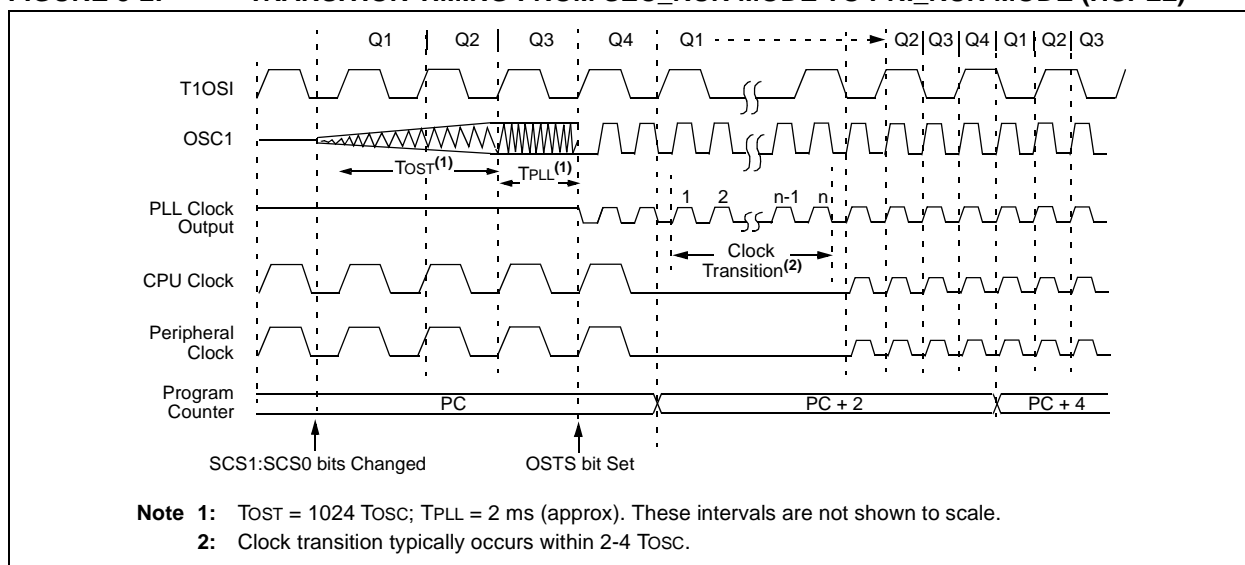 Q1 Q2 Q3 Q4 Q1 Q2 Q3 Q4 Q1 Q2 Q3
T1OSI
OSC1
TOST(1)
TPLL(1)
1 2 n-1 n
PLL Clock
Output
Clock
Transition(2)
CPU Clock
Peripheral
Clock
Program
Counter
PC PC + 2 PC + 4
SCS1:SCS0 bits Changed OSTS bit Set
Note 1: TOST = 1024 TOSC; TPLL = 2 ms (approx). These intervals are not shown to scale.
2: Clock transition typically occurs within 2-4 TOSC.